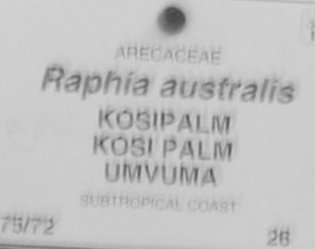 ARECACEAE
Raphia australis
KOSIPALM
KOSI PALM
UMVUMA
SUBTROPICAL COAST
75/72 26